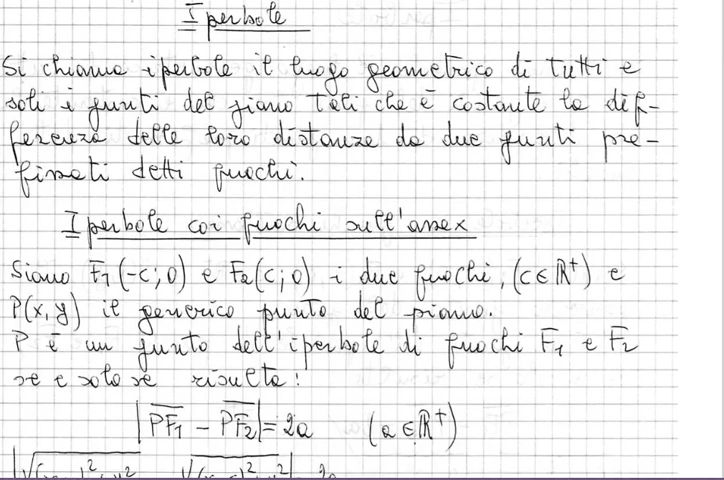 Iperbole
Si chiama iperbole il luogo geometrico di tutti e
soli i punti del piano tali che è costante la dif-
ferenza delle loro distanze da due punti pre-
fissati detti fuochi.
Iperbole coi fuochi sull'asse x
Siano F1(-c;0) e F2(c;0) i due fuochi, (c∈R⁺) e
P(x,y) il generico punto del piano.
P è un punto dell'iperbole di fuochi F1 e F2
se e solo se risulta:
|PF1 - PF2| = 2a (a∈R⁺)